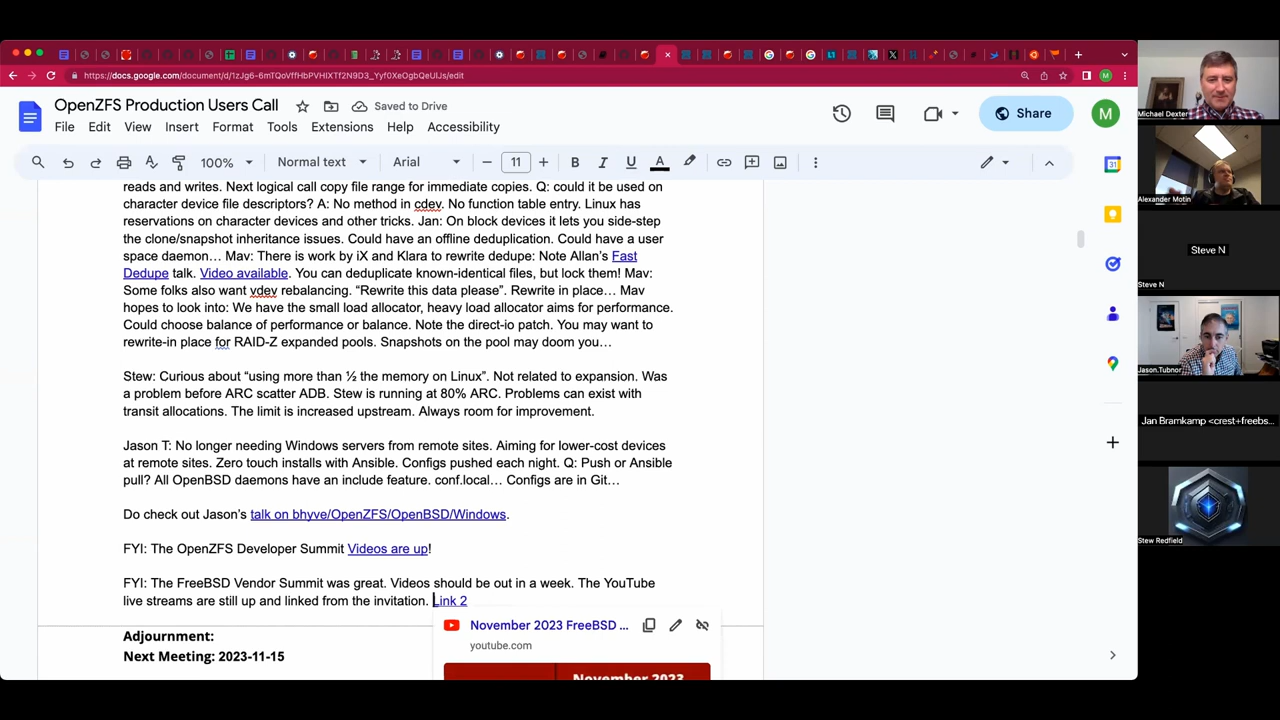 https://docs.google.com/document/d/1zJg6-6mTQoVffHbPVHIXTf2N9D3_Yyf0XeOgbQeUIJs/edit
M
OpenZFS Production Users Call
Saved to Drive
File Edit View Insert Format Tools Extensions Help Accessibility
Share
M
100% Normal text Arial 11 B I U A
reads and writes. Next logical call copy file range for immediate copies. Q: could it be used on
character device file descriptors? A: No method in cdev. No function table entry. Linux has
reservations on character devices and other tricks. Jan: On block devices it lets you side-step
the clone/snapshot inheritance issues. Could have an offline deduplication. Could have a user
space daemon… Mav: There is work by iX and Klara to rewrite dedupe: Note Allan’s Fast
Dedupe talk. Video available. You can deduplicate known-identical files, but lock them! Mav:
Some folks also want vdev rebalancing. “Rewrite this data please”. Rewrite in place… Mav
hopes to look into: We have the small load allocator, heavy load allocator aims for performance.
Could choose balance of performance or balance. Note the direct-io patch. You may want to
rewrite-in place for RAID-Z expanded pools. Snapshots on the pool may doom you…
Stew: Curious about “using more than ½ the memory on Linux”. Not related to expansion. Was
a problem before ARC scatter ADB. Stew is running at 80% ARC. Problems can exist with
transit allocations. The limit is increased upstream. Always room for improvement.
Jason T: No longer needing Windows servers from remote sites. Aiming for lower-cost devices
at remote sites. Zero touch installs with Ansible. Configs pushed each night. Q: Push or Ansible
pull? All OpenBSD daemons have an include feature. conf.local… Configs are in Git…
Do check out Jason’s talk on bhyve/OpenZFS/OpenBSD/Windows.
FYI: The OpenZFS Developer Summit Videos are up!
FYI: The FreeBSD Vendor Summit was great. Videos should be out in a week. The YouTube
live streams are still up and linked from the invitation. Link 2
November 2023 FreeBSD ...
youtube.com
November 2023
Adjournment:
Next Meeting: 2023-11-15
31
Michael Dexter
Alexander Motin
Steve N
Steve N
Jason.Tubnor
Jan Bramkamp <crest+freebs...
Stew Redfield